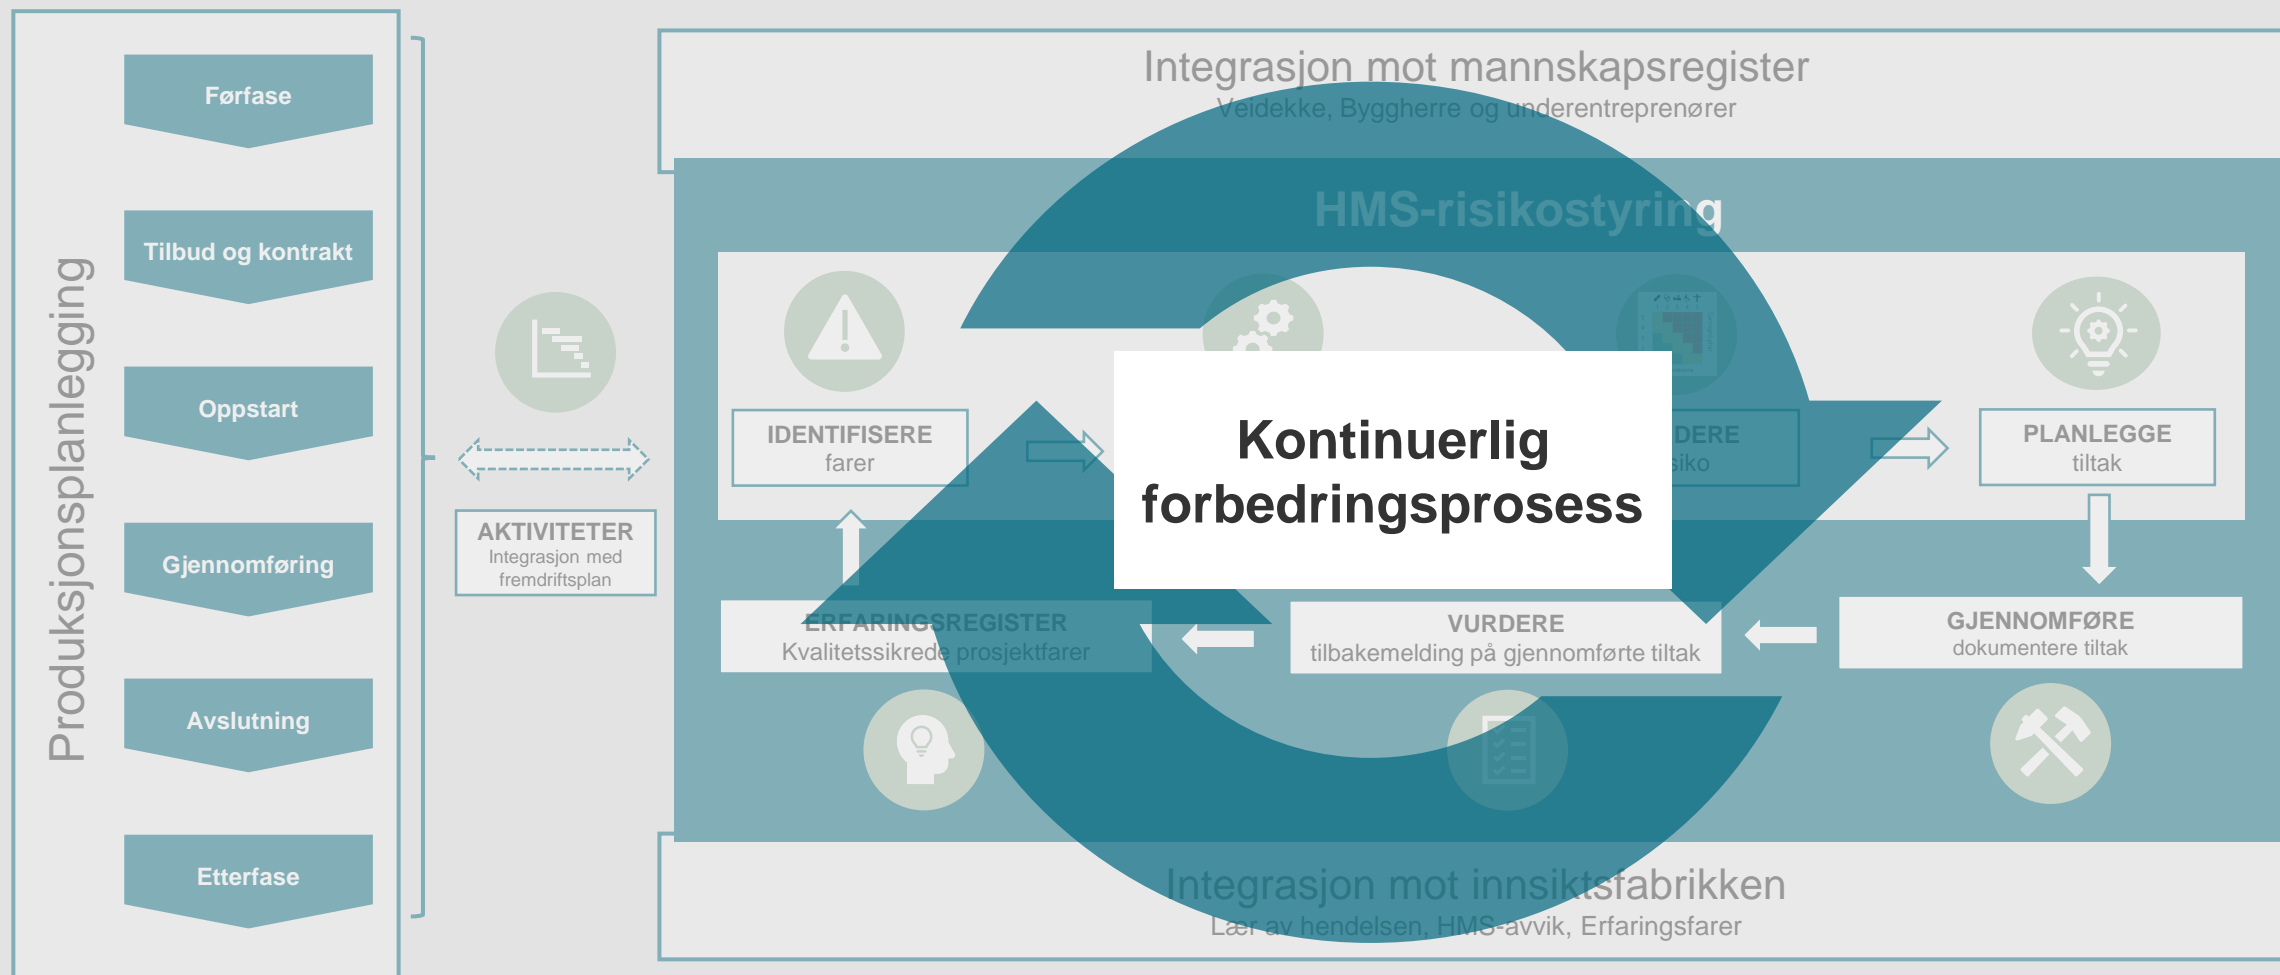 Produksjonsplanlegging
Førfase
Tilbud og kontrakt
Oppstart
Gjennomføring
Avslutning
Etterfase
AKTIVITETER
Integrasjon med
fremdriftsplan
Integrasjon mot mannskapsregister
Veidekke, Byggherre og underentreprenører
HMS-risikostyring
IDENTIFISERE
farer
Kontinuerlig
forbedringsprosess
PLANLEGGE
tiltak
GJENNOMFØRE
dokumentere tiltak
VURDERE
tilbakemelding på gjennomførte tiltak
ERFARINGSREGISTER
Kvalitetssikrede prosjektfarer
Integrasjon mot innsiktsfabrikken
Lær av hendelsen, HMS-avvik, Erfaringsfarer